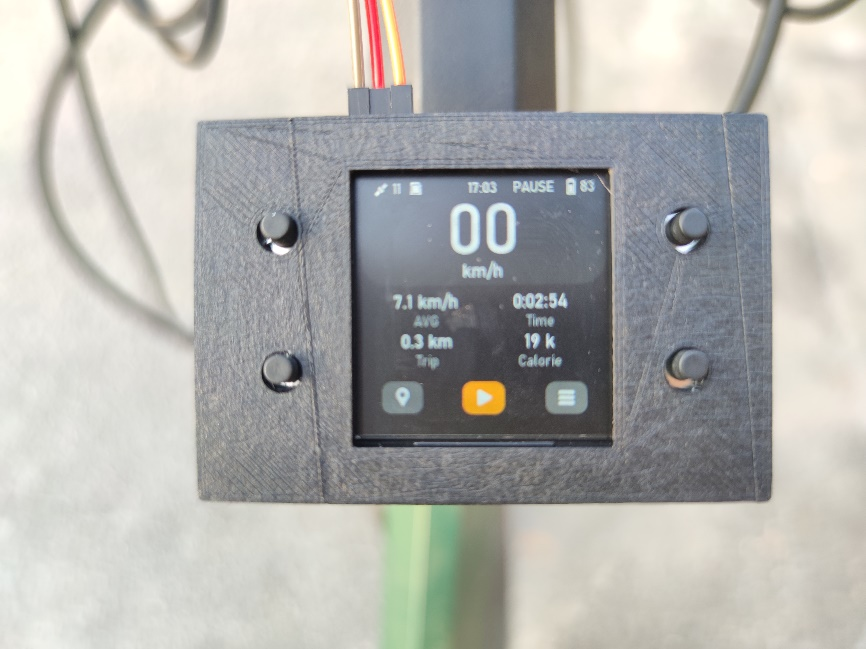 11 17:03 PAUSE 83
00
km/h
7.1 km/h 0:02:54
AVG Time
0.3 km 19 k
Trip Calorie